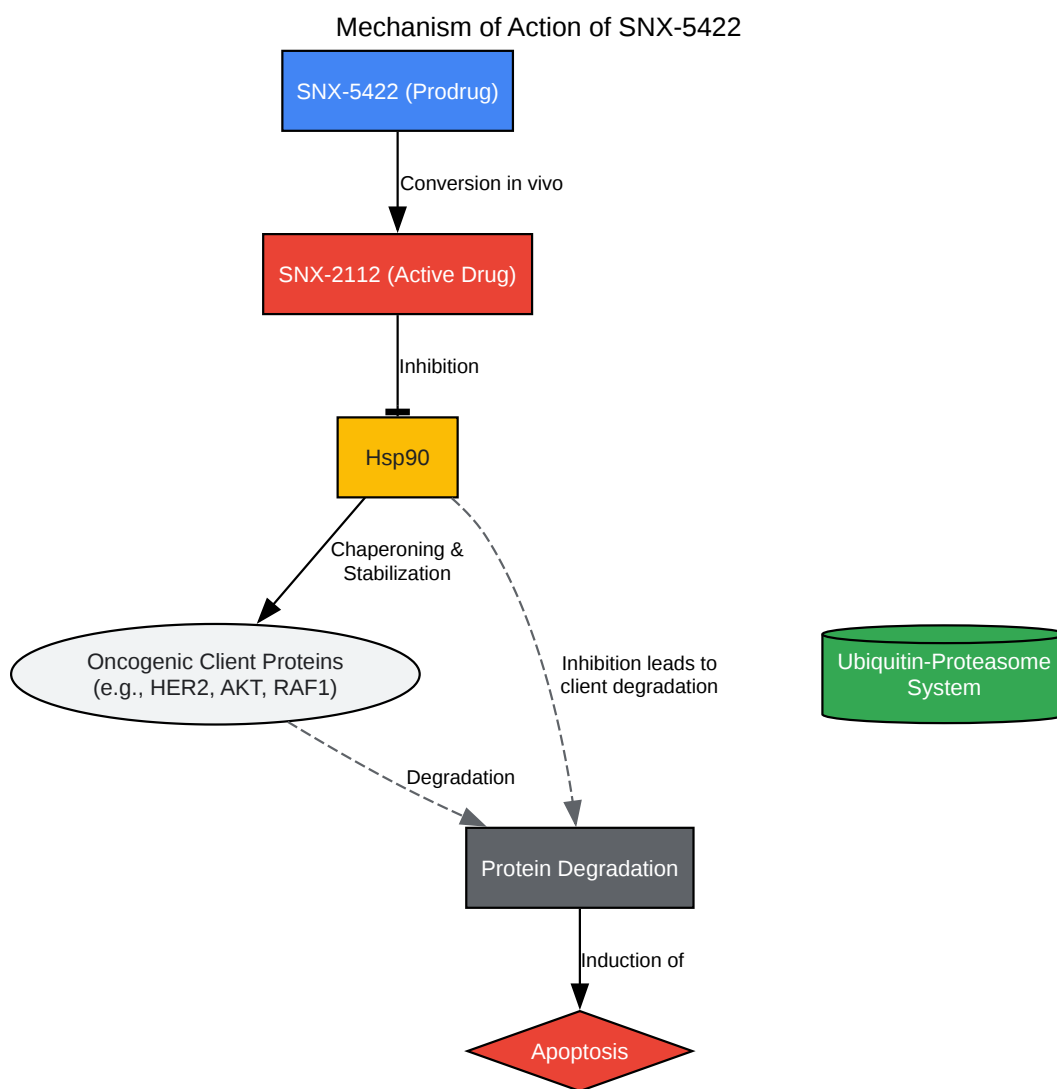 Mechanism of Action of SNX-5422
SNX-5422 (Prodrug)
Conversion in vivo
SNX-2112 (Active Drug)
Inhibition
Hsp90
Chaperoning &
Stabilization
Oncogenic Client Proteins
(e.g., HER2, AKT, RAF1)
Inhibition leads to
client degradation
Ubiquitin-Proteasome
System
Degradation
Protein Degradation
Induction of
Apoptosis